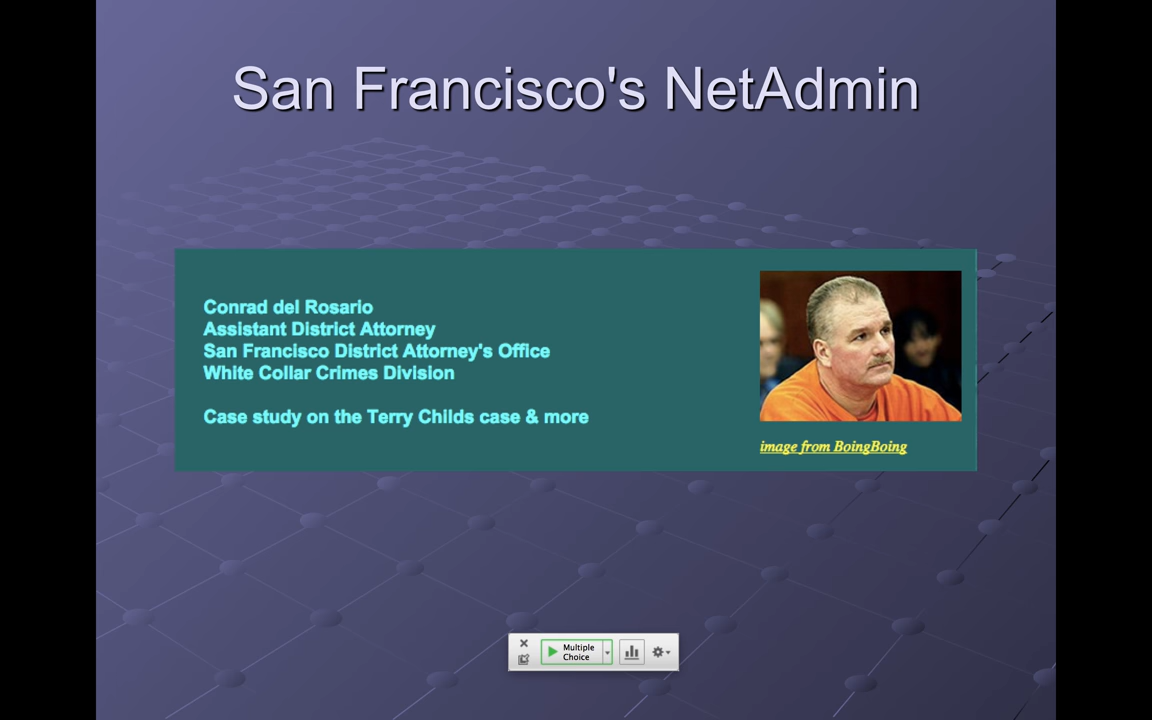 San Francisco's NetAdmin
Conrad del Rosario
Assistant District Attorney
San Francisco District Attorney's Office
White Collar Crimes Division
Case study on the Terry Childs case & more
image from BoingBoing
Multiple
Choice